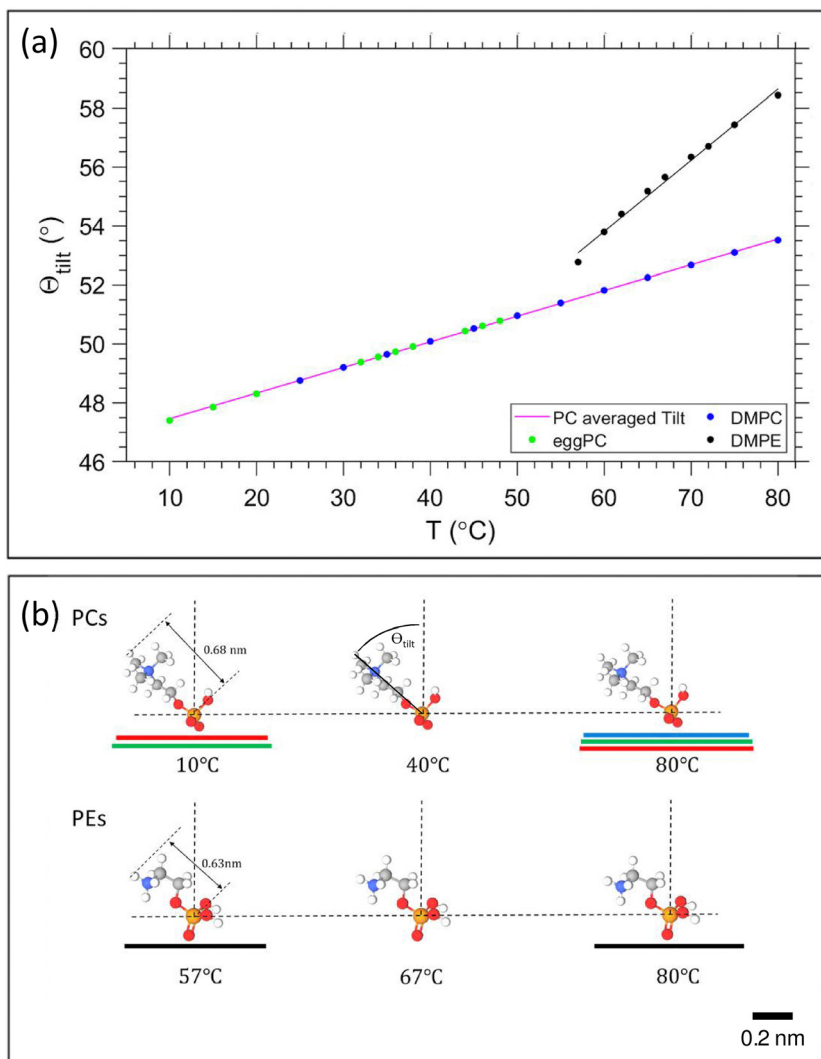 (a)
60
58
56
54
52
50
48
46
Θtilt (°)
10 20 30 40 50 60 70 80
T (°C)
PC averaged Tilt DMPC
eggPC DMPE
(b)
PCs
0.68 nm
Θtilt
10°C 40°C 80°C
PEs
0.63nm
57°C 67°C 80°C
0.2 nm